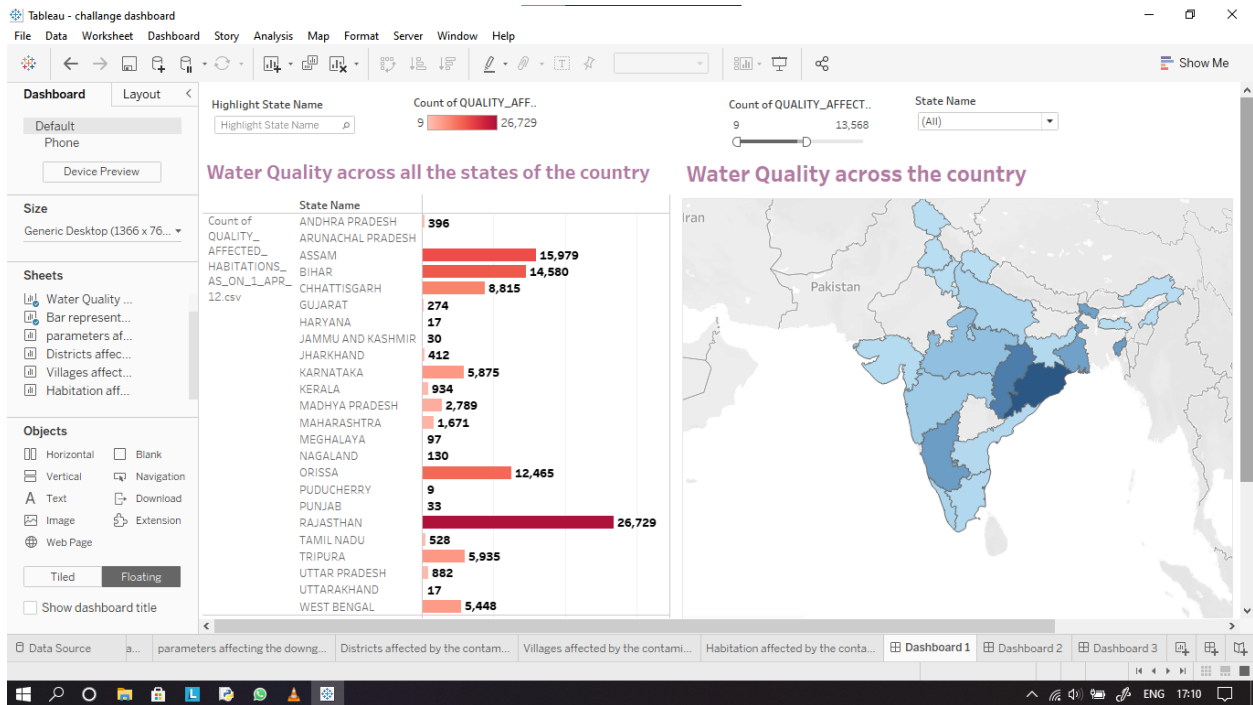 Tableau - challange dashboard
File Data Worksheet Dashboard Story Analysis Map Format Server Window Help
Show Me
Dashboard Layout
Default
Phone
Device Preview
Size
Generic Desktop (1366 x 76...
Sheets
Water Quality ...
Bar represent...
parameters af...
Districts affec...
Villages affect...
Habitation aff...
Objects
Horizontal Blank
Vertical Navigation
A Text Download
Image Extension
Web Page
Tiled Floating
Show dashboard title
Highlight State Name
Highlight State Name
Count of QUALITY_AFF..
9 26,729
Count of QUALITY_AFFECT..
9 13,568
State Name
(All)
Water Quality across all the states of the country
State Name
Count of
QUALITY_
AFFECTED_
HABITATIONS_
AS_ON_1_APR_
12.csv
ANDHRA PRADESH 396
ARUNACHAL PRADESH
ASSAM 15,979
BIHAR 14,580
CHHATTISGARH 8,815
GUJARAT 274
HARYANA 17
JAMMU AND KASHMIR 30
JHARKHAND 412
KARNATAKA 5,875
KERALA 934
MADHYA PRADESH 2,789
MAHARASHTRA 1,671
MEGHALAYA 97
NAGALAND 130
ORISSA 12,465
PUDUCHERRY 9
PUNJAB 33
RAJASTHAN 26,729
TAMIL NADU 528
TRIPURA 5,935
UTTAR PRADESH 882
UTTARAKHAND 17
WEST BENGAL 5,448
Water Quality across the country
Iran
Pakistan
Data Source a... parameters affecting the downg... Districts affected by the contam... Villages affected by the contami... Habitation affected by the conta... Dashboard 1 Dashboard 2 Dashboard 3
L ENG 17:10